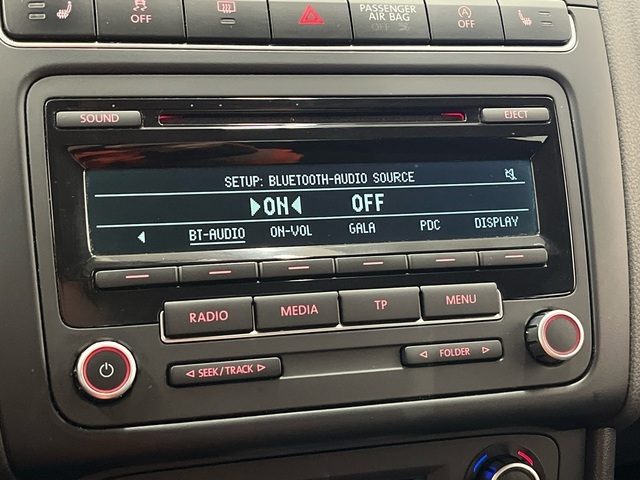 OFF
PASSENGER
AIR BAG
OFF
SOUND
EJECT
SETUP: BLUETOOTH-AUDIO SOURCE
ON OFF
BT-AUDIO ON-VOL GALA PDC DISPLAY
RADIO MEDIA TP MENU
SEEK/TRACK
FOLDER